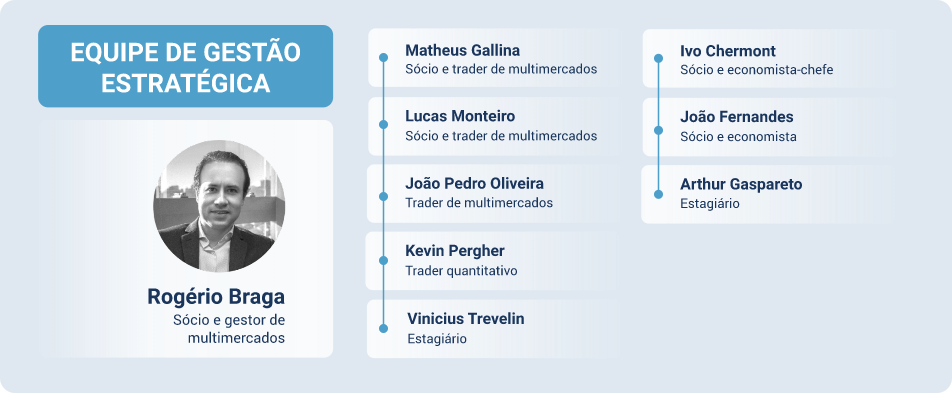 EQUIPE DE GESTÃO
ESTRATÉGICA
Rogério Braga
Sócio e gestor de
multimercados
Matheus Gallina
Sócio e trader de multimercados
Lucas Monteiro
Sócio e trader de multimercados
João Pedro Oliveira
Trader de multimercados
Kevin Pergher
Trader quantitativo
Vinicius Trevelin
Estagiário
Ivo Chermont
Sócio e economista-chefe
João Fernandes
Sócio e economista
Arthur Gaspareto
Estagiário